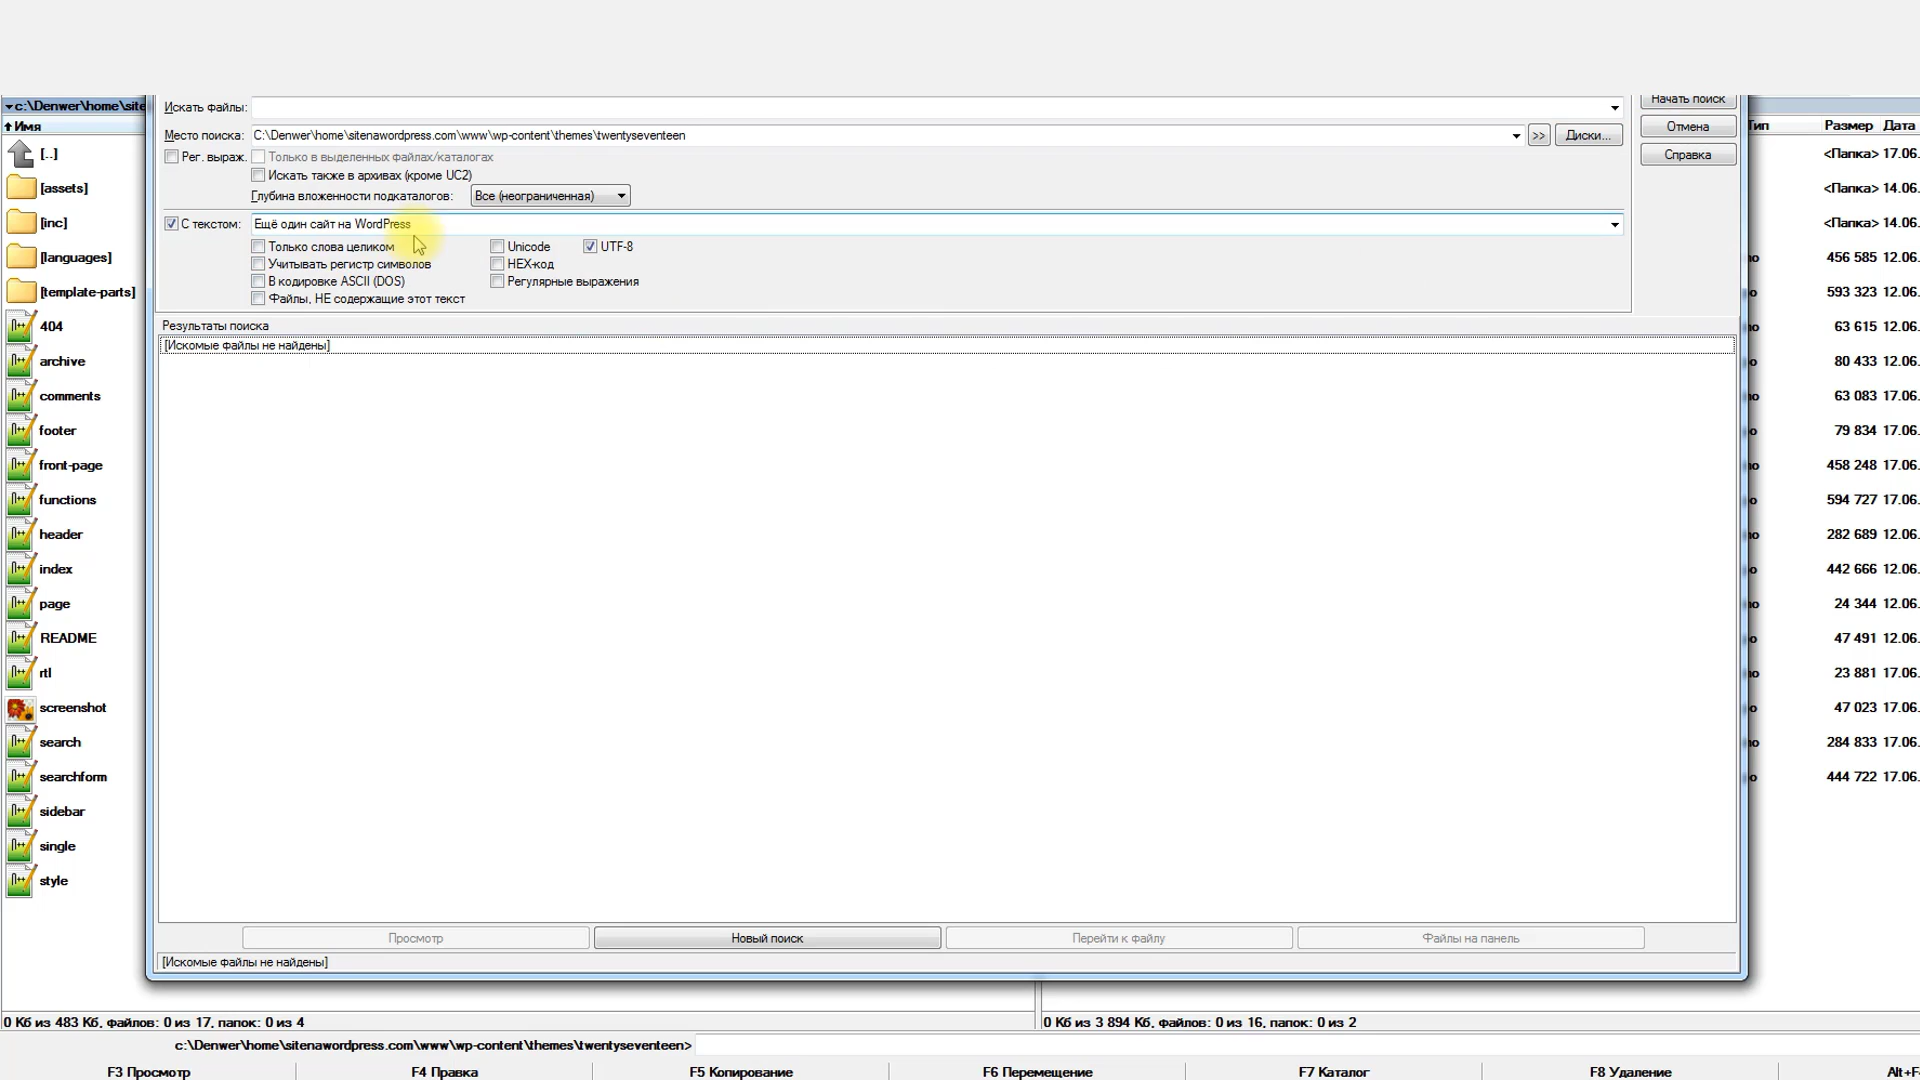 c:\Denwer\home\site
Имя
[..]
[assets]
[inc]
[languages]
[template-parts]
404
archive
comments
footer
front-page
functions
header
index
page
README
rtl
screenshot
search
searchform
sidebar
single
style
Искать файлы:
Начать поиск
Место поиска: C:\Denwer\home\sitenawordpress.com\www\wp-content\themes\twentyseventeen >> Диски...
Отмена
Справка
Рег. выраж. Только в выделенных файлах/каталогах
Искать также в архивах (кроме UC2)
Глубина вложенности подкаталогов: Все (неограниченная)
С текстом: Ещё один сайт на WordPress
Только слова целиком Unicode UTF-8
Учитывать регистр символов HEX-код
В кодировке ASCII (DOS) Регулярные выражения
Файлы, НЕ содержащие этот текст
Результаты поиска
[Искомые файлы не найдены]
Просмотр Новый поиск Перейти к файлу Файлы на панель
[Искомые файлы не найдены]
Тип Размер Дата
<Папка> 17.06.
<Папка> 14.06.
<Папка> 14.06.
456 585 12.06.
593 323 12.06.
63 615 12.06.
80 433 12.06.
63 083 17.06.
79 834 17.06.
458 248 17.06.
594 727 17.06.
282 689 12.06.
442 666 12.06.
24 344 12.06.
47 491 12.06.
23 881 17.06.
47 023 17.06.
284 833 17.06.
444 722 17.06.
0 Кб из 483 Кб, файлов: 0 из 17, папок: 0 из 4
0 Кб из 3 894 Кб, файлов: 0 из 16, папок: 0 из 2
c:\Denwer\home\sitenawordpress.com\www\wp-content\themes\twentyseventeen>
F3 Просмотр F4 Правка F5 Копирование F6 Перемещение F7 Каталог F8 Удаление Alt+F